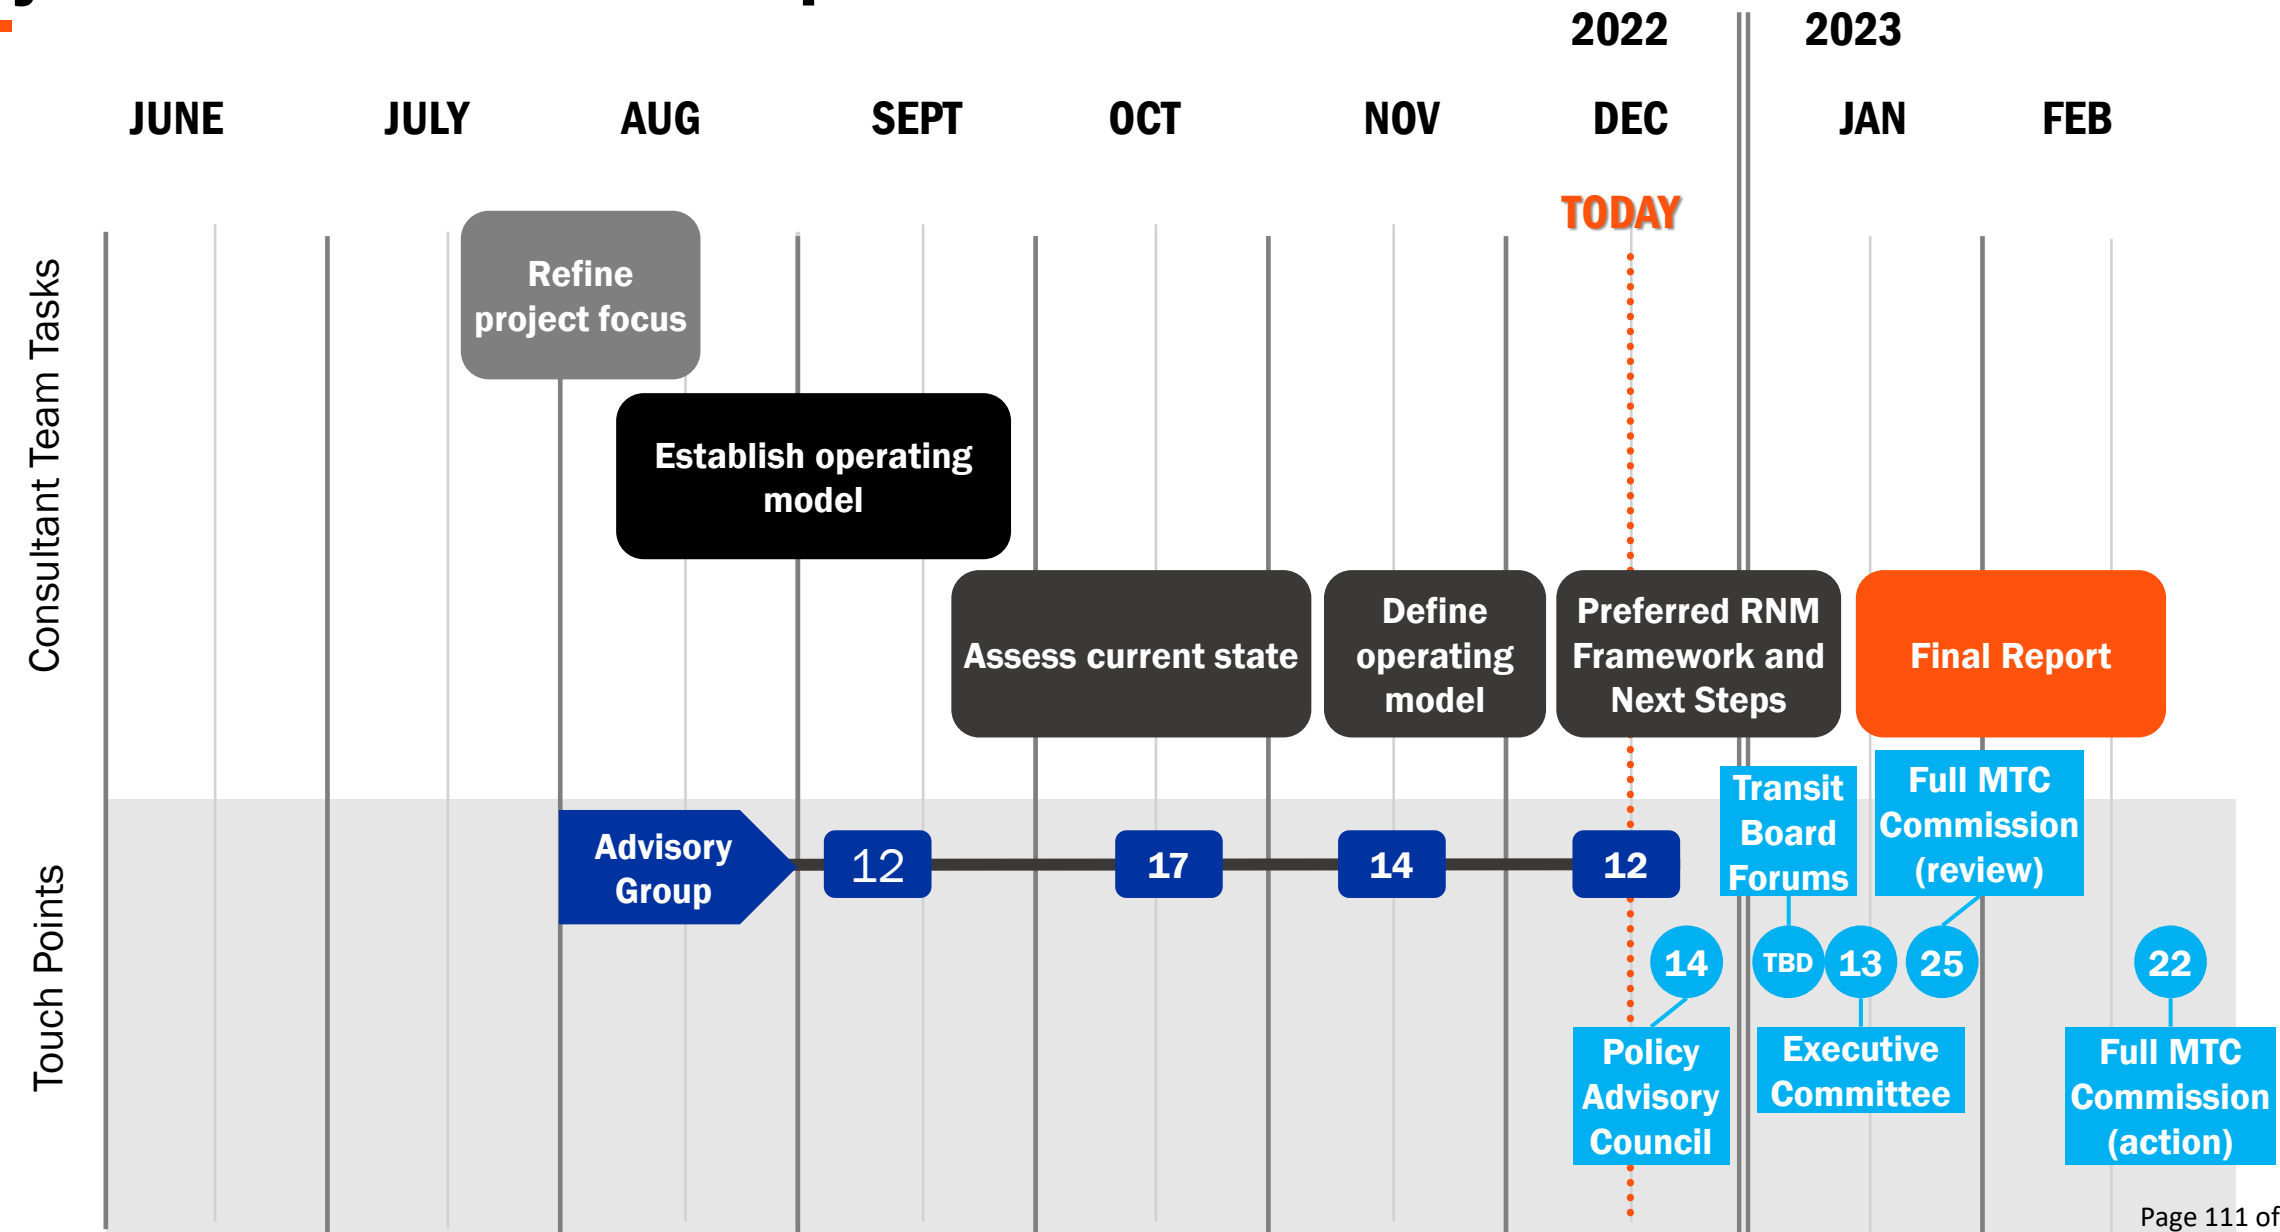 2022 2023
JUNE JULY AUG SEPT OCT NOV DEC JAN FEB
TODAY
Consultant Team Tasks
Refine
project focus
Establish operating
model
Assess current state
Define
operating
model
Preferred RNM
Framework and
Next Steps
Final Report
Touch Points
Advisory
Group
12
17
14
12
Transit
Board
Forums
Full MTC
Commission
(review)
14
TBD
13
25
22
Policy
Advisory
Council
Executive
Committee
Full MTC
Commission
(action)
Page 111 of